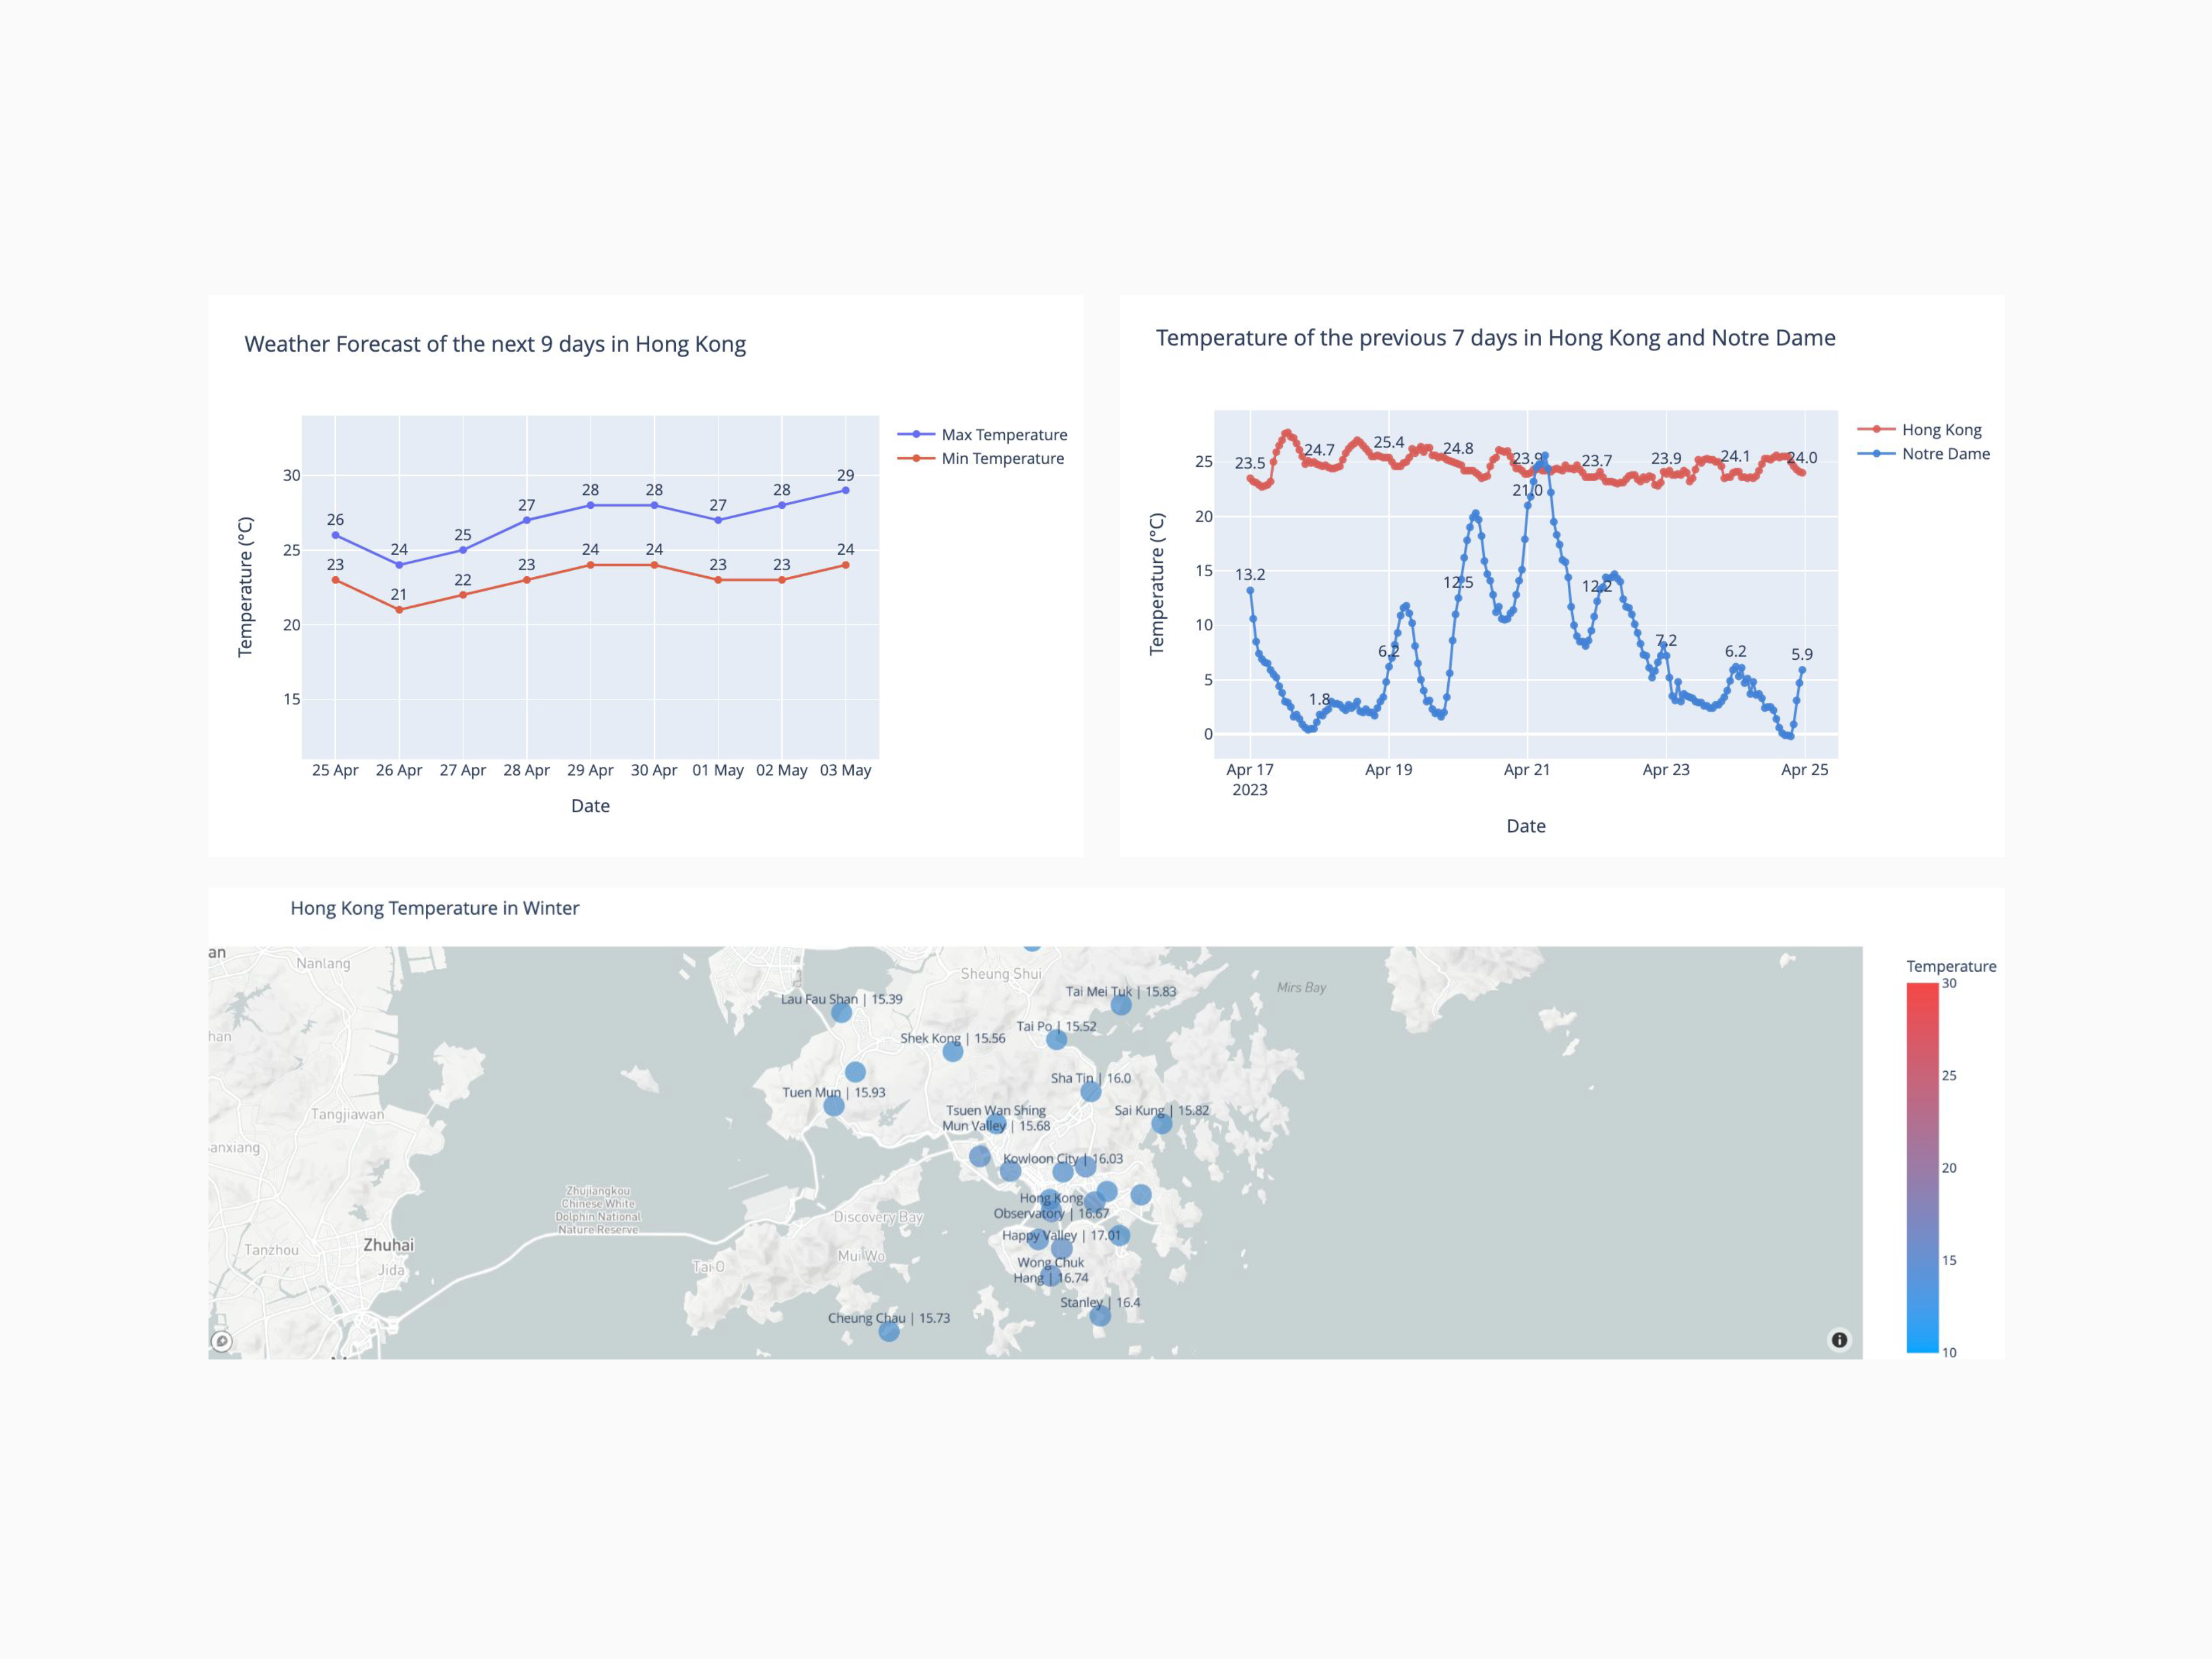 Weather Forecast of the next 9 days in Hong Kong
Max Temperature
Min Temperature
Temperature (°C)
30
25
20
15
26
24
25
27
28
28
27
28
29
23
21
22
23
24
24
23
23
24
25 Apr 26 Apr 27 Apr 28 Apr 29 Apr 30 Apr 01 May 02 May 03 May
Date
Temperature of the previous 7 days in Hong Kong and Notre Dame
Hong Kong
Notre Dame
Temperature (°C)
25
20
15
10
5
0
23.5
24.7
25.4
24.8
23.9
23.7
23.9
24.1
24.0
13.2
1.8
6.2
12.5
21.0
12.2
7.2
6.2
5.9
Apr 17 Apr 19 Apr 21 Apr 23 Apr 25
2023
Date
Hong Kong Temperature in Winter
an
Nanlang
han
Tangjiawan
anxiang
Tanzhou
Zhuhai
Jida
Zhujiangkou
Chinese White
Dolphin National
Nature Reserve
Sheung Shui
Mirs Bay
Lau Fau Shan | 15.39
Tai Mei Tuk | 15.83
Shek Kong | 15.56
Tai Po | 15.52
Tuen Mun | 15.93
Sha Tin | 16.0
Tsuen Wan Shing
Mun Valley | 15.68
Sai Kung | 15.82
Kowloon City | 16.03
Hong Kong
Observatory | 16.67
Discovery Bay
Happy Valley | 17.01
Mui Wo
Tai O
Wong Chuk
Hang | 16.74
Stanley | 16.4
Cheung Chau | 15.73
Temperature
30
25
20
15
10